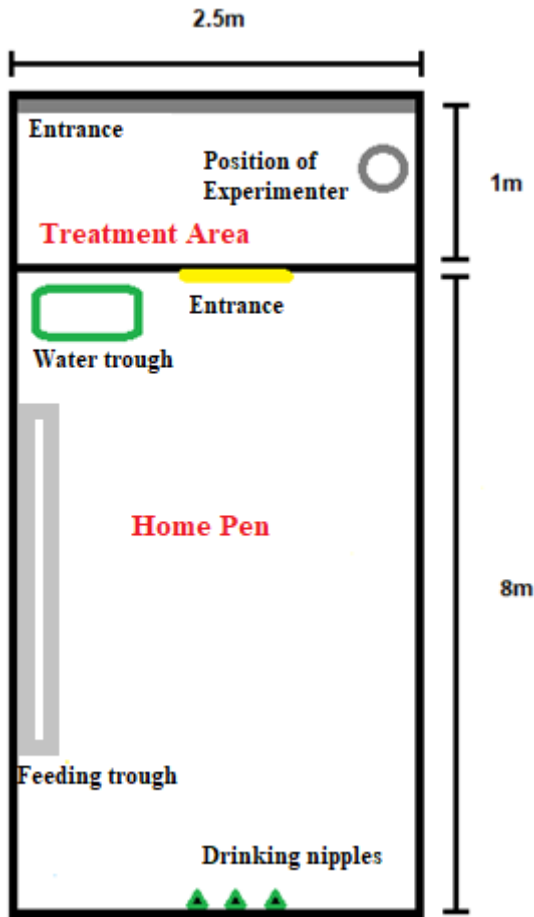 2.5m
Entrance
Position of
Experimenter
1m
Treatment Area
Entrance
Water trough
Home Pen
8m
Feeding trough
Drinking nipples